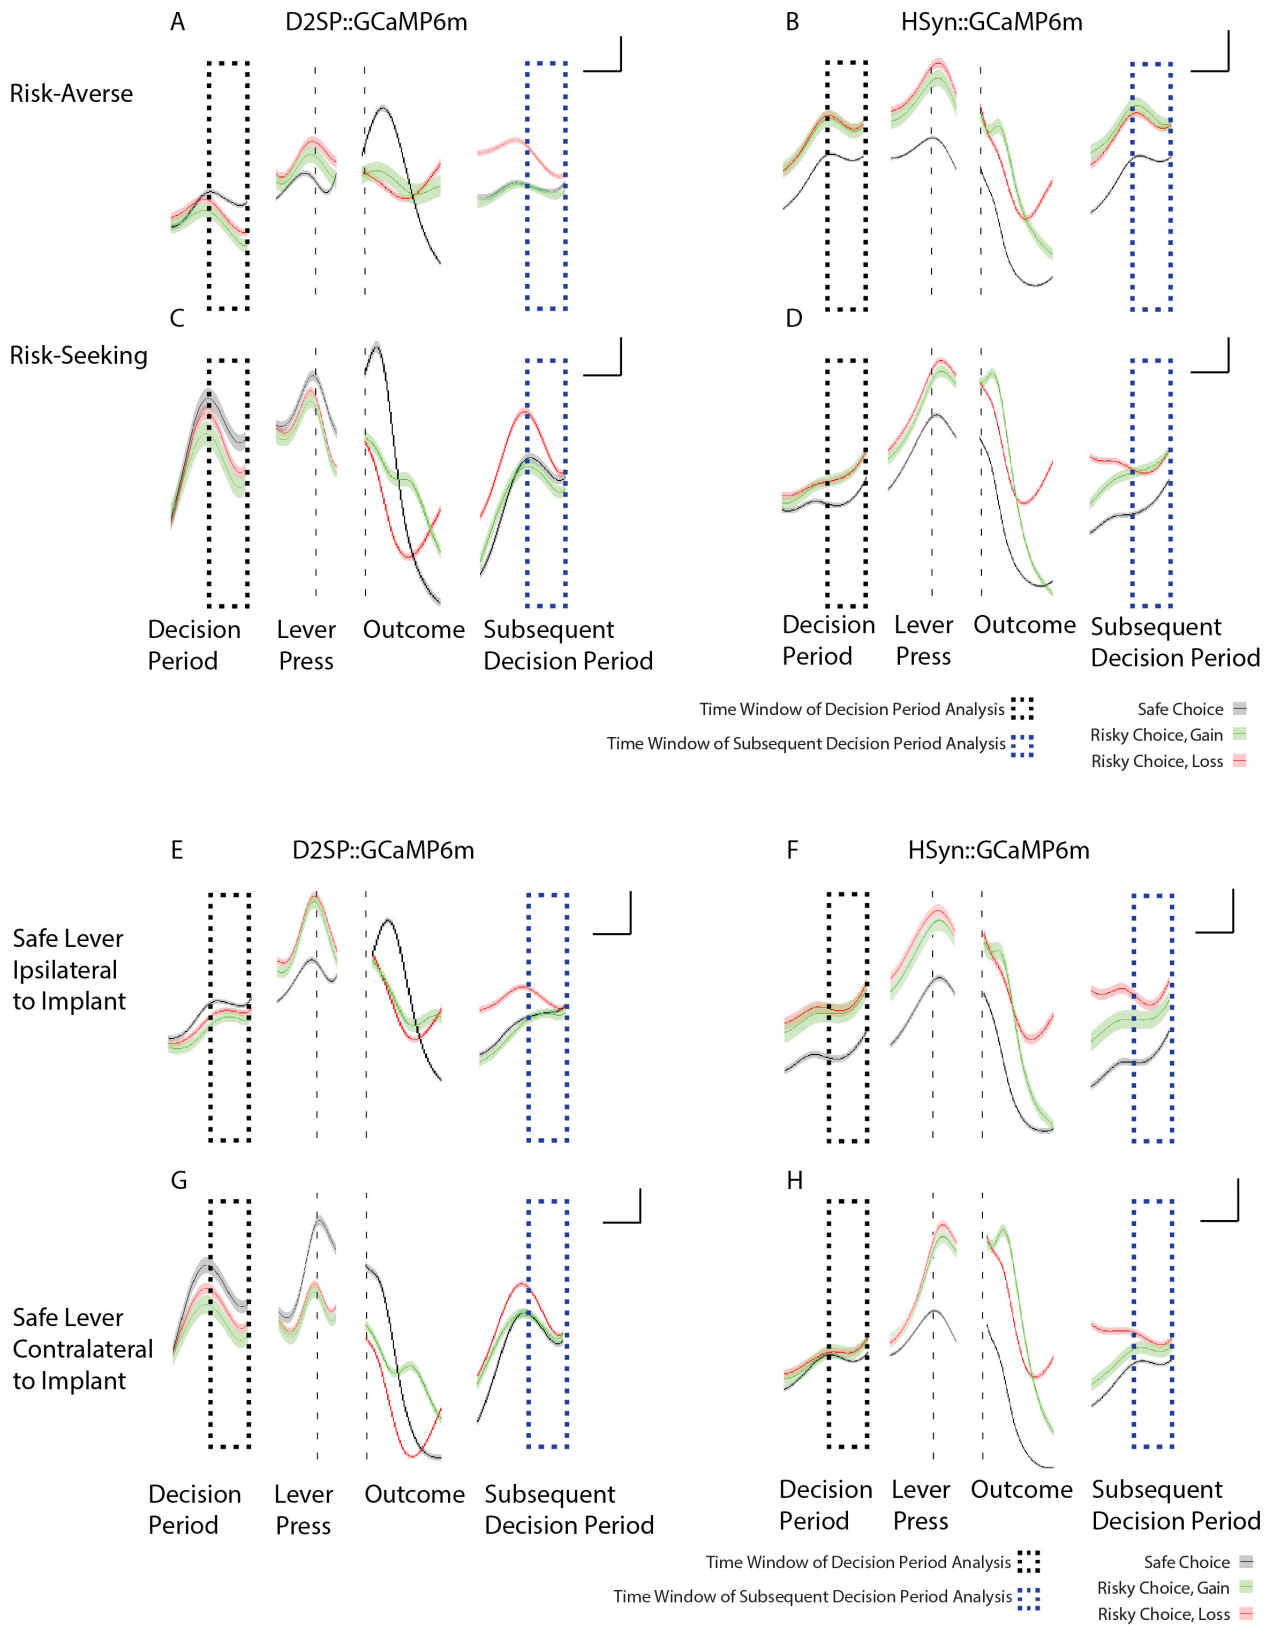 A
D2SP::GCaMP6m
B
HSyn::GCaMP6m
Risk-Averse
C
D
Risk-Seeking
Decision
Period
Lever
Press
Outcome
Subsequent
Decision Period
Decision
Period
Lever
Press
Outcome
Subsequent
Decision Period
Time Window of Decision Period Analysis
Time Window of Subsequent Decision Period Analysis
Safe Choice
Risky Choice, Gain
Risky Choice, Loss
E
D2SP::GCaMP6m
F
HSyn::GCaMP6m
Safe Lever
Ipsilateral
to Implant
G
H
Safe Lever
Contralateral
to Implant
Decision
Period
Lever
Press
Outcome
Subsequent
Decision Period
Decision
Period
Lever
Press
Outcome
Subsequent
Decision Period
Time Window of Decision Period Analysis
Time Window of Subsequent Decision Period Analysis
Safe Choice
Risky Choice, Gain
Risky Choice, Loss